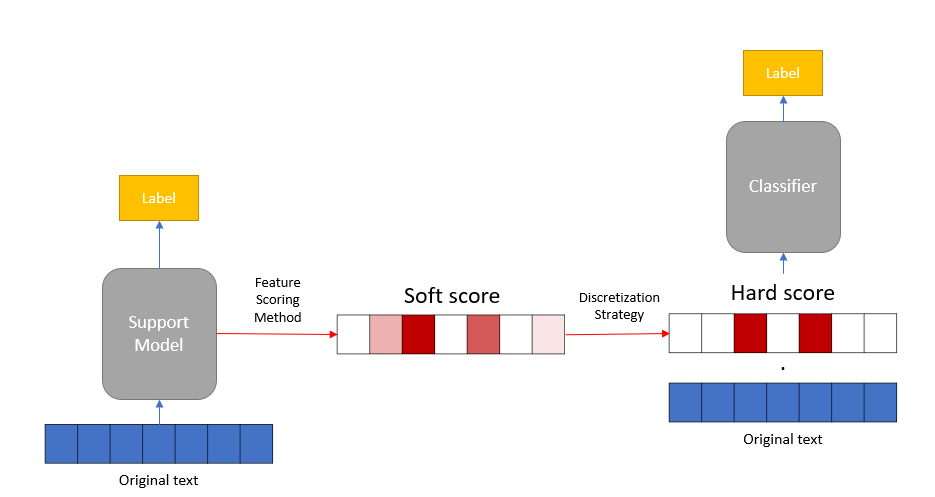 Label
Support
Model
Original text
Feature
Scoring
Method
Soft score
Discretization
Strategy
Label
Classifier
Hard score
.
Original text